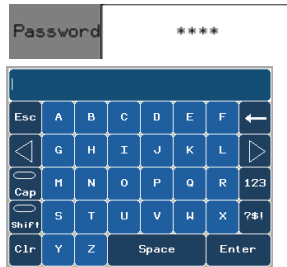 Password ****
Esc A B C D E F ←
G H I J K L
Cap M N O P Q R 123
Shift S T U V W X ?$!
Clr Y Z Space Enter